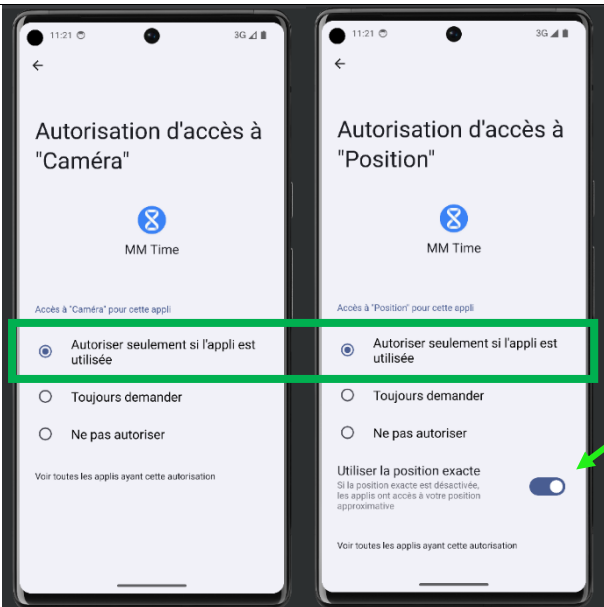 11:21
3G
Autorisation d'accès à
"Caméra"
MM Time
Accès à "Caméra" pour cette appli
Autoriser seulement si l'appli est
utilisée
Toujours demander
Ne pas autoriser
Voir toutes les applis ayant cette autorisation
11:21
3G
Autorisation d'accès à
"Position"
MM Time
Accès à "Position" pour cette appli
Autoriser seulement si l'appli est
utilisée
Toujours demander
Ne pas autoriser
Utiliser la position exacte
Si la position exacte est désactivée,
les applis ont accès à votre position
approximative
Voir toutes les applis ayant cette autorisation